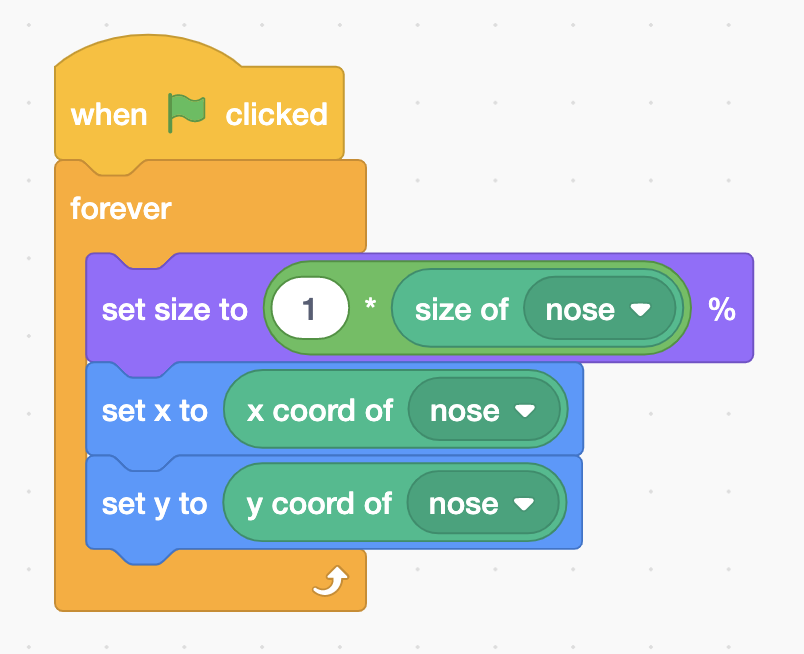 when clicked
forever
set size to 1 * size of nose %
set x to x coord of nose
set y to y coord of nose